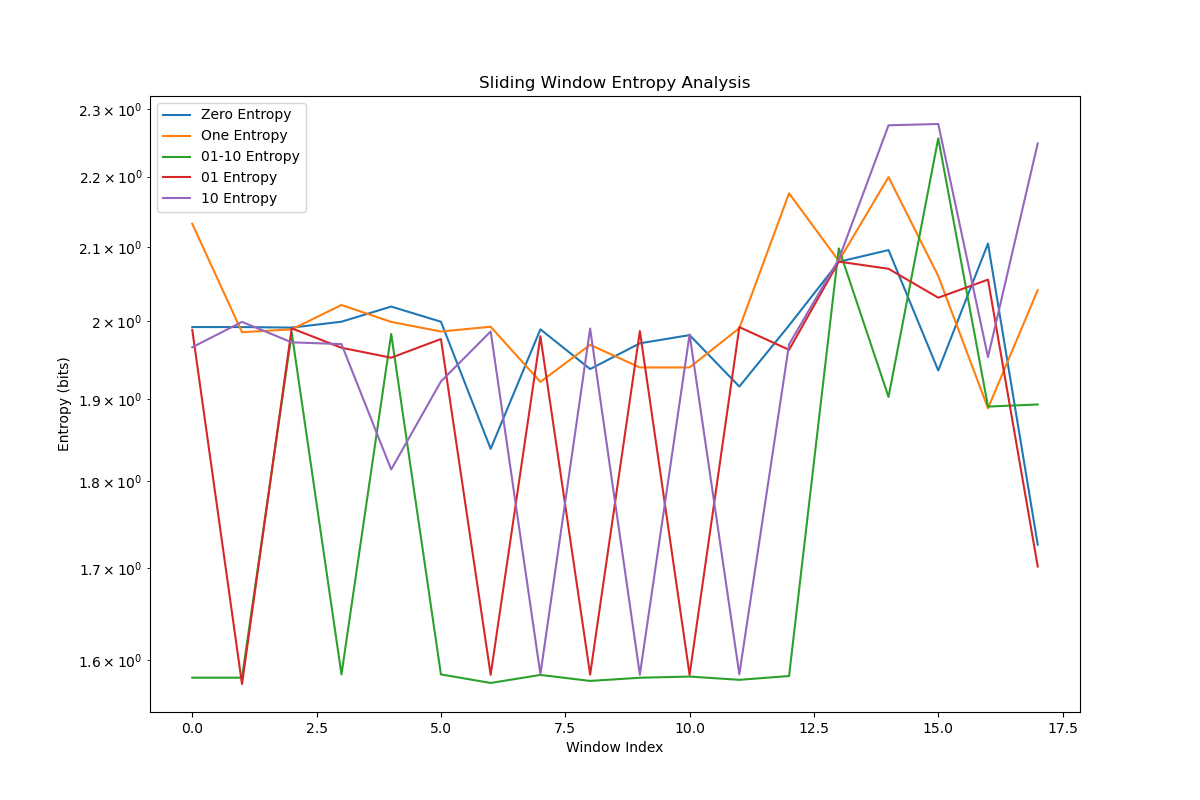 Sliding Window Entropy Analysis
Zero Entropy
One Entropy
01-10 Entropy
01 Entropy
10 Entropy
2.3 × 10⁰
2.2 × 10⁰
2.1 × 10⁰
2 × 10⁰
1.9 × 10⁰
1.8 × 10⁰
1.7 × 10⁰
1.6 × 10⁰
Entropy (bits)
0.0 2.5 5.0 7.5 10.0 12.5 15.0 17.5
Window Index